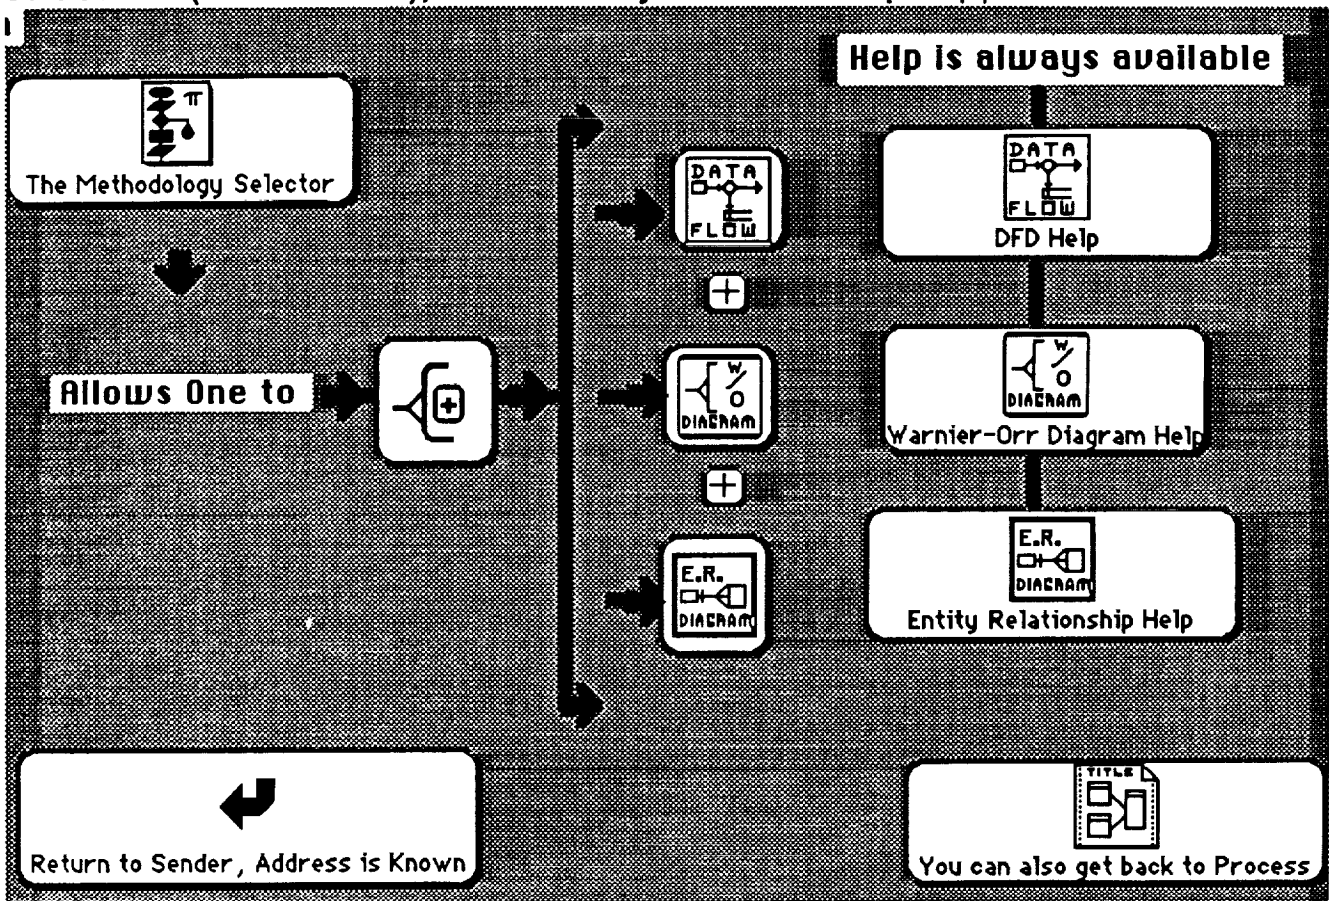 Help is always available
π
The Methodology Selector
DATA
FLOW
DATA
FLOW
DFD Help
+
Allows One to
+
W/O
DIAGRAM
W/O
DIAGRAM
Warnier-Orr Diagram Help
+
E.R.
DIAGRAM
E.R.
DIAGRAM
Entity Relationship Help
Return to Sender, Address is Known
TITLE
You can also get back to Process